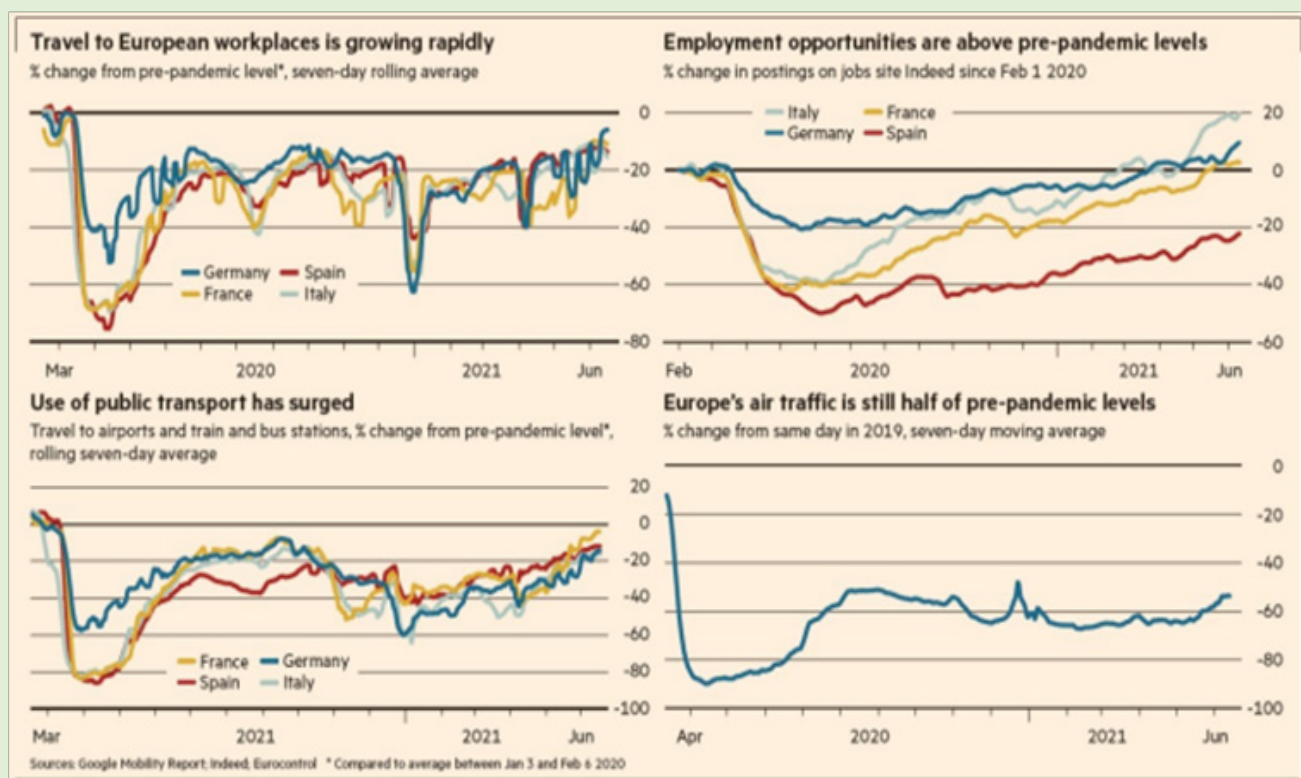 Travel to European workplaces is growing rapidly
% change from pre-pandemic level*, seven-day rolling average
0
-20
-40
-60
-80
Germany Spain
France Italy
Mar 2020 2021 Jun
Employment opportunities are above pre-pandemic levels
% change in postings on jobs site Indeed since Feb 1 2020
Italy France
Germany Spain
20
0
-20
-40
-60
Feb 2020 2021 Jun
Use of public transport has surged
Travel to airports and train and bus stations, % change from pre-pandemic level*,
rolling seven-day average
20
0
-20
-40
-60
-80
-100
France Germany
Spain Italy
Mar 2021 2021 Jun
Europe's air traffic is still half of pre-pandemic levels
% change from same day in 2019, seven-day moving average
0
-20
-40
-60
-80
-100
Apr 2020 2021 Jun
Sources: Google Mobility Report; Indeed; Eurocontrol * Compared to average between Jan 3 and Feb 6 2020